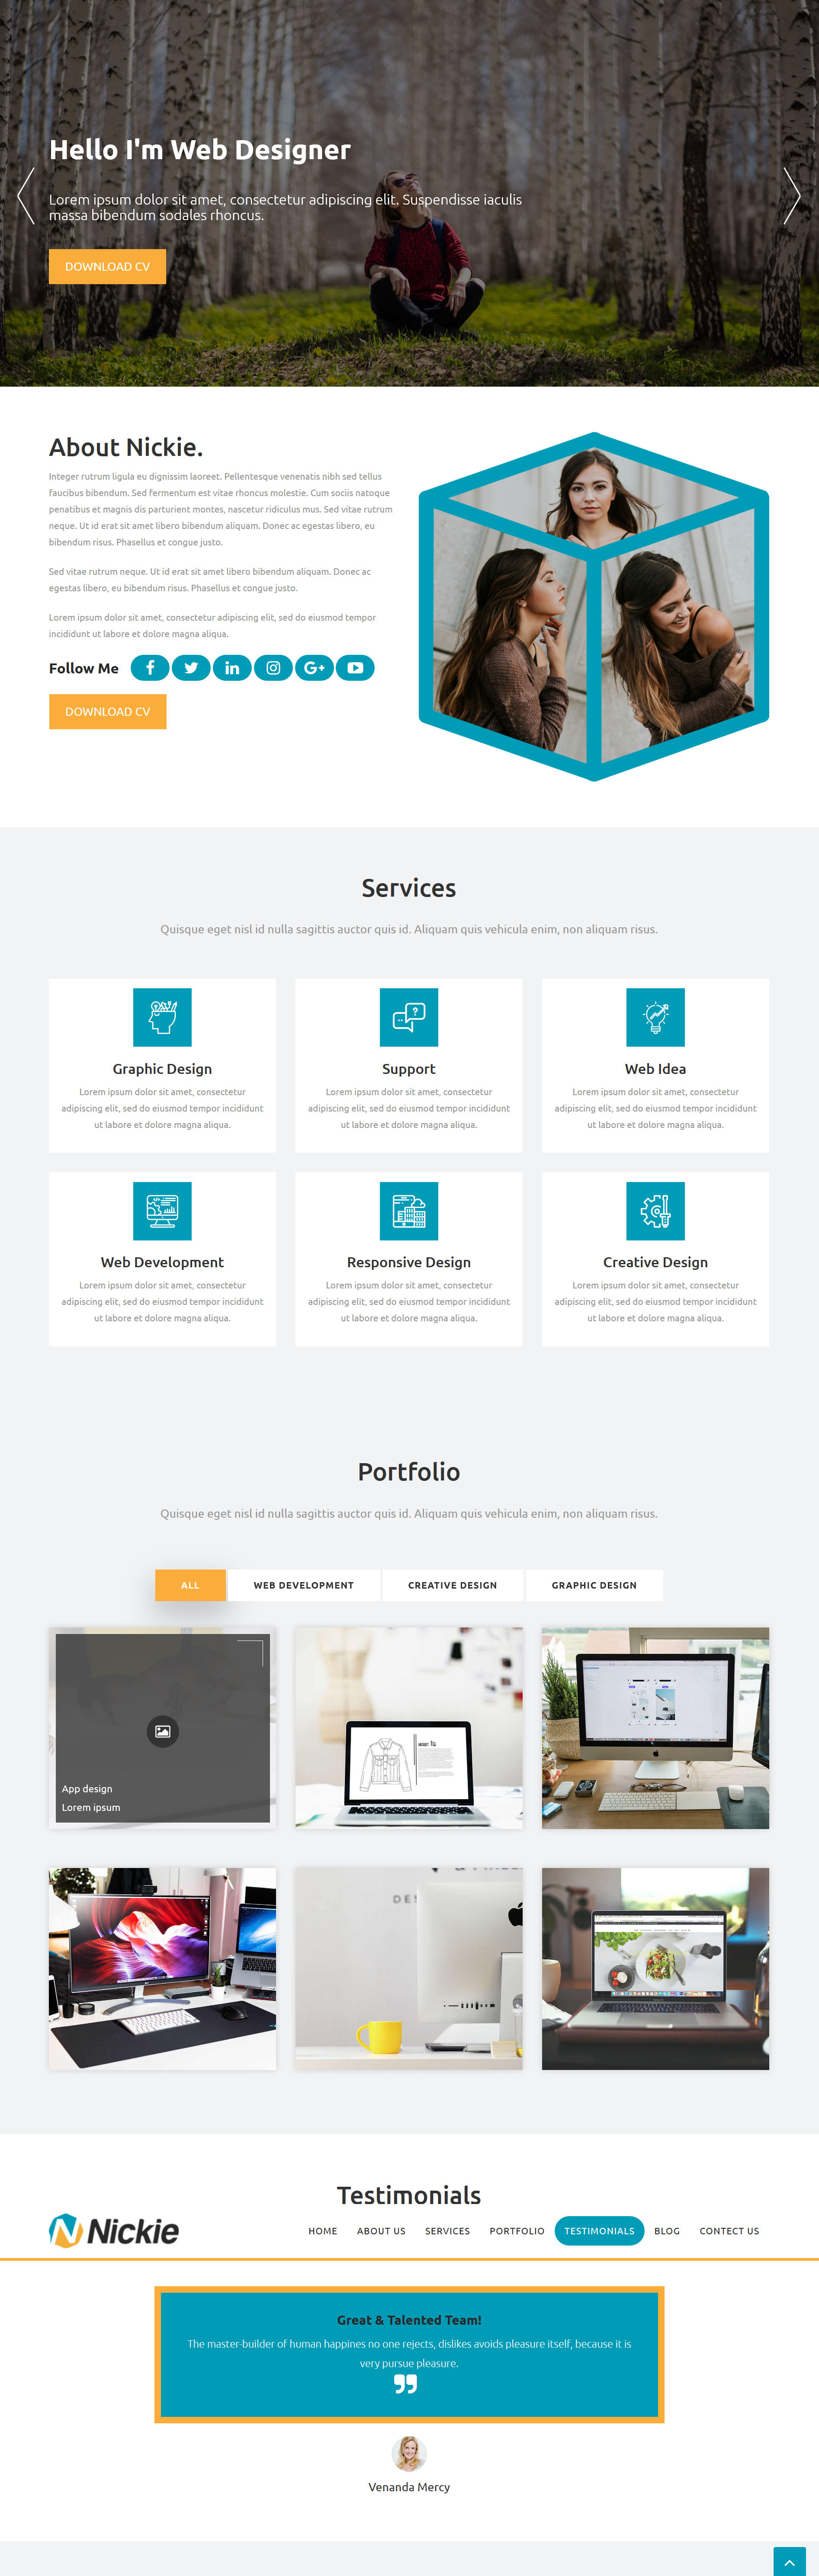 Hello I'm Web Designer
Lorem ipsum dolor sit amet, consectetur adipiscing elit. Suspendisse iaculis
massa bibendum sodales rhoncus.
DOWNLOAD CV
About Nickie.
Integer rutrum ligula eu dignissim laoreet. Pellentesque venenatis nibh sed tellus
faucibus bibendum. Sed fermentum est vitae rhoncus molestie. Cum sociis natoque
penatibus et magnis dis parturient montes, nascetur ridiculus mus. Sed vitae rutrum
neque. Ut id erat sit amet libero bibendum aliquam. Donec ac egestas libero, eu
bibendum risus. Phasellus et congue justo.
Sed vitae rutrum neque. Ut id erat sit amet libero bibendum aliquam. Donec ac
egestas libero, eu bibendum risus. Phasellus et congue justo.
Lorem ipsum dolor sit amet, consectetur adipiscing elit, sed do eiusmod tempor
incididunt ut labore et dolore magna aliqua.
Follow Me
DOWNLOAD CV
Services
Quisque eget nisl id nulla sagittis auctor quis id. Aliquam quis vehicula enim, non aliquam risus.
Graphic Design
Lorem ipsum dolor sit amet, consectetur
adipiscing elit, sed do eiusmod tempor incididunt
ut labore et dolore magna aliqua.
Support
Lorem ipsum dolor sit amet, consectetur
adipiscing elit, sed do eiusmod tempor incididunt
ut labore et dolore magna aliqua.
Web Idea
Lorem ipsum dolor sit amet, consectetur
adipiscing elit, sed do eiusmod tempor incididunt
ut labore et dolore magna aliqua.
Web Development
Lorem ipsum dolor sit amet, consectetur
adipiscing elit, sed do eiusmod tempor incididunt
ut labore et dolore magna aliqua.
Responsive Design
Lorem ipsum dolor sit amet, consectetur
adipiscing elit, sed do eiusmod tempor incididunt
ut labore et dolore magna aliqua.
Creative Design
Lorem ipsum dolor sit amet, consectetur
adipiscing elit, sed do eiusmod tempor incididunt
ut labore et dolore magna aliqua.
Portfolio
Quisque eget nisl id nulla sagittis auctor quis id. Aliquam quis vehicula enim, non aliquam risus.
ALL WEB DEVELOPMENT CREATIVE DESIGN GRAPHIC DESIGN
App design
Lorem ipsum
Testimonials
Nickie HOME ABOUT US SERVICES PORTFOLIO TESTIMONIALS BLOG CONTACT US
Great & Talented Team!
The master-builder of human happines no one rejects, dislikes avoids pleasure itself, because it is
very pursue pleasure.
Venanda Mercy